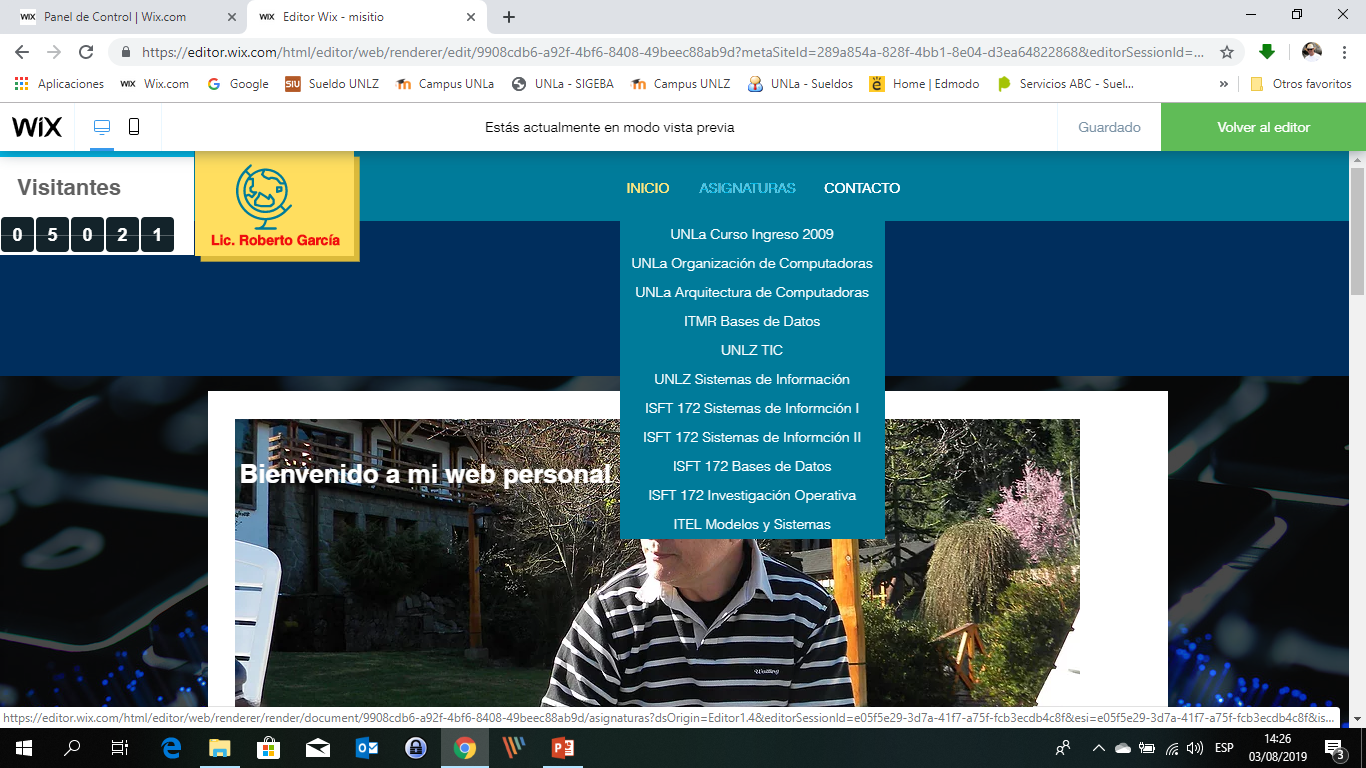 Panel de Control | Wix.com
Editor Wix - misitio
https://editor.wix.com/html/editor/web/renderer/edit/9908cdb6-a92f-4bf6-8408-49beec88ab9d?metaSiteId=289a854a-828f-4bb1-8e04-d3ea64822868&editorSessionId=...
Aplicaciones
Wix.com
Google
SIU Sueldo UNLZ
Campus UNLa
UNLa - SIGEBA
Campus UNLZ
UNLa - Sueldos
Home | Edmodo
Servicios ABC - Suel...
»
Otros favoritos
WiX
Estás actualmente en modo vista previa
Guardado
Volver al editor
Visitantes
0 5 0 2 1
Lic. Roberto García
INICIO ASIGNATURAS CONTACTO
UNLa Curso Ingreso 2009
UNLa Organización de Computadoras
UNLa Arquitectura de Computadoras
ITMR Bases de Datos
UNLZ TIC
UNLZ Sistemas de Información
ISFT 172 Sistemas de Informción I
ISFT 172 Sistemas de Informción II
ISFT 172 Bases de Datos
ISFT 172 Investigación Operativa
ITEL Modelos y Sistemas
Bienvenido a mi web personal
https://editor.wix.com/html/editor/web/renderer/render/document/9908cdb6-a92f-4bf6-8408-49beec88ab9d/asignaturas?dsOrigin=Editor1.4&editorSessionId=e05f5e29-3d7a-41f7-a75f-fcb3ecdb4c8f&esi=e05f5e29-3d7a-41f7-a75f-fcb3ecdb4c8f&is...
ESP
14:26
03/08/2019
3